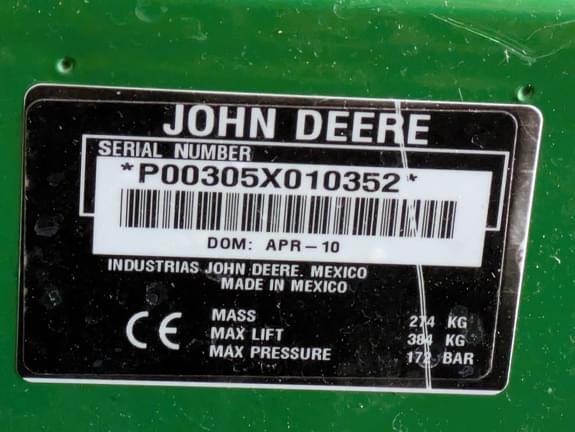 JOHN DEERE
SERIAL NUMBER
*P00305X010352*
DOM: APR-10
INDUSTRIAS JOHN DEERE. MEXICO
MADE IN MEXICO
CE
MASS 274 KG
MAX LIFT 384 KG
MAX PRESSURE 172 BAR